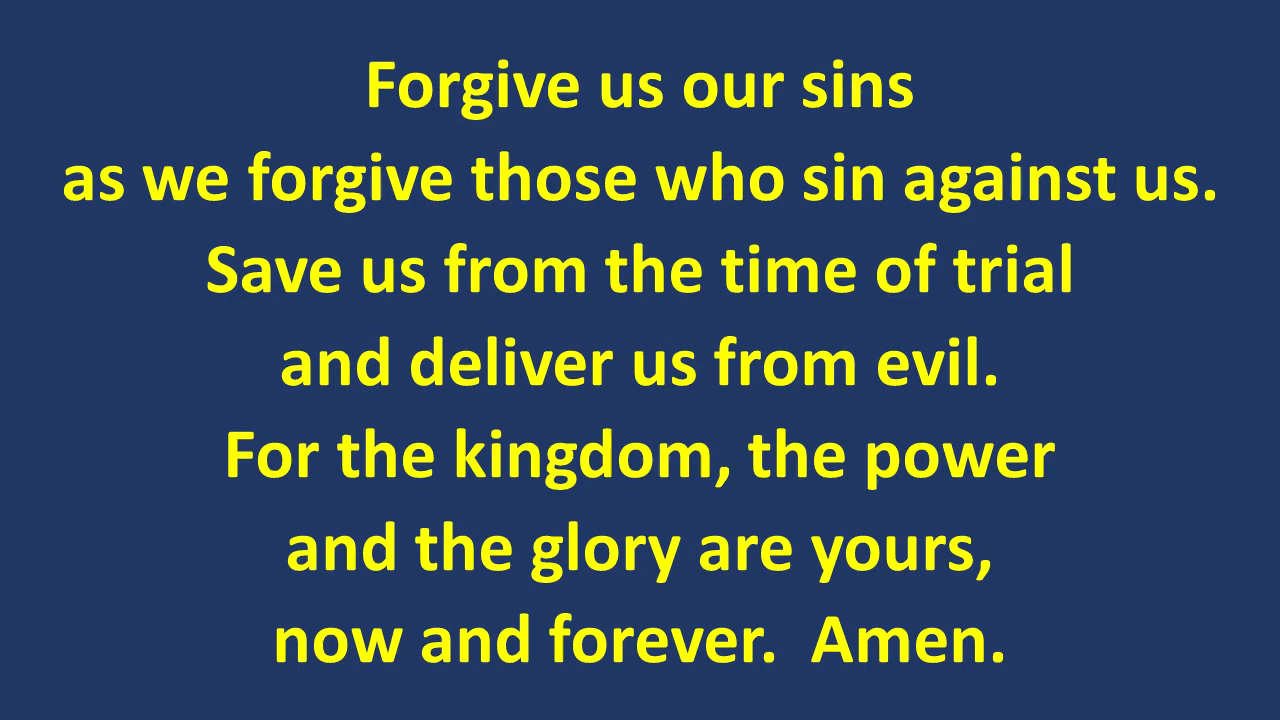 Forgive us our sins
as we forgive those who sin against us.
Save us from the time of trial
and deliver us from evil.
For the kingdom, the power
and the glory are yours,
now and forever.  Amen.